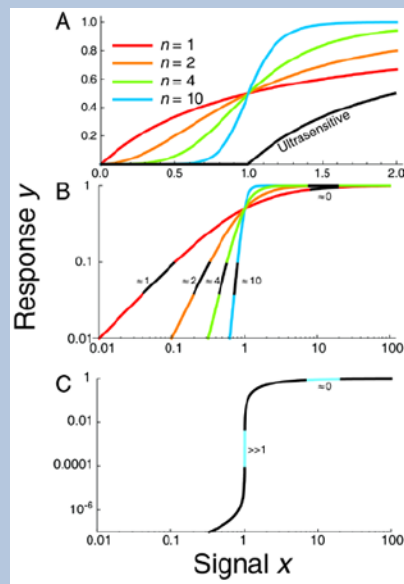 A
1.0
0.8
0.6
0.4
0.2
n = 1
n = 2
n = 4
n = 10
Ultrasensitive
0.0 0.5 1.0 1.5 2.0
Response y
B
1
0.1
0.01
≈1
≈2
≈4
≈10
≈0
0.01 0.1 1 10 100
C
1
0.01
0.0001
10⁻⁶
≈0
>>1
0.01 0.1 1 10 100
Signal x